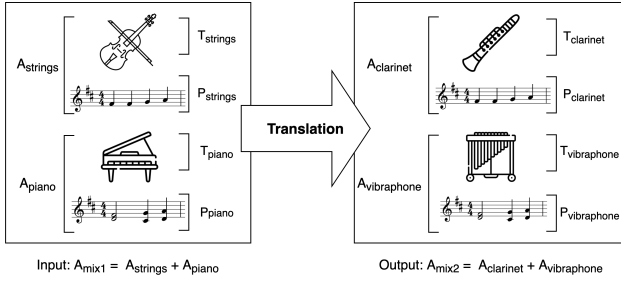 A_strings
T_strings
P_strings
A_piano
T_piano
P_piano
Translation
A_clarinet
T_clarinet
P_clarinet
A_vibraphone
T_vibraphone
P_vibraphone
Input: A_mix1 = A_strings + A_piano
Output: A_mix2 = A_clarinet + A_vibraphone